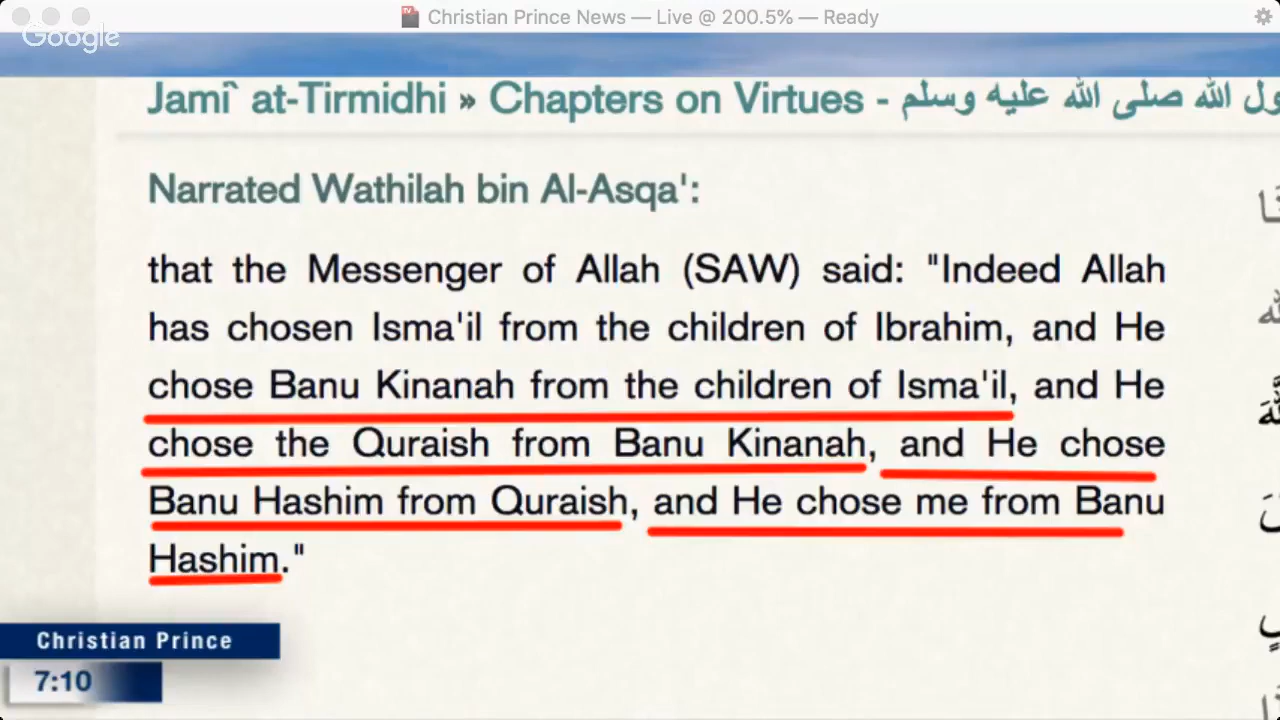 Christian Prince News — Live @ 200.5% — Ready
Google
Jami` at-Tirmidhi » Chapters on Virtues - الله صلى الله عليه وسلم
Narrated Wathilah bin Al-Asqa':
that the Messenger of Allah (SAW) said: "Indeed Allah
has chosen Isma'il from the children of Ibrahim, and He
chose Banu Kinanah from the children of Isma'il, and He
chose the Quraish from Banu Kinanah, and He chose
Banu Hashim from Quraish, and He chose me from Banu
Hashim."
Christian Prince
7:10